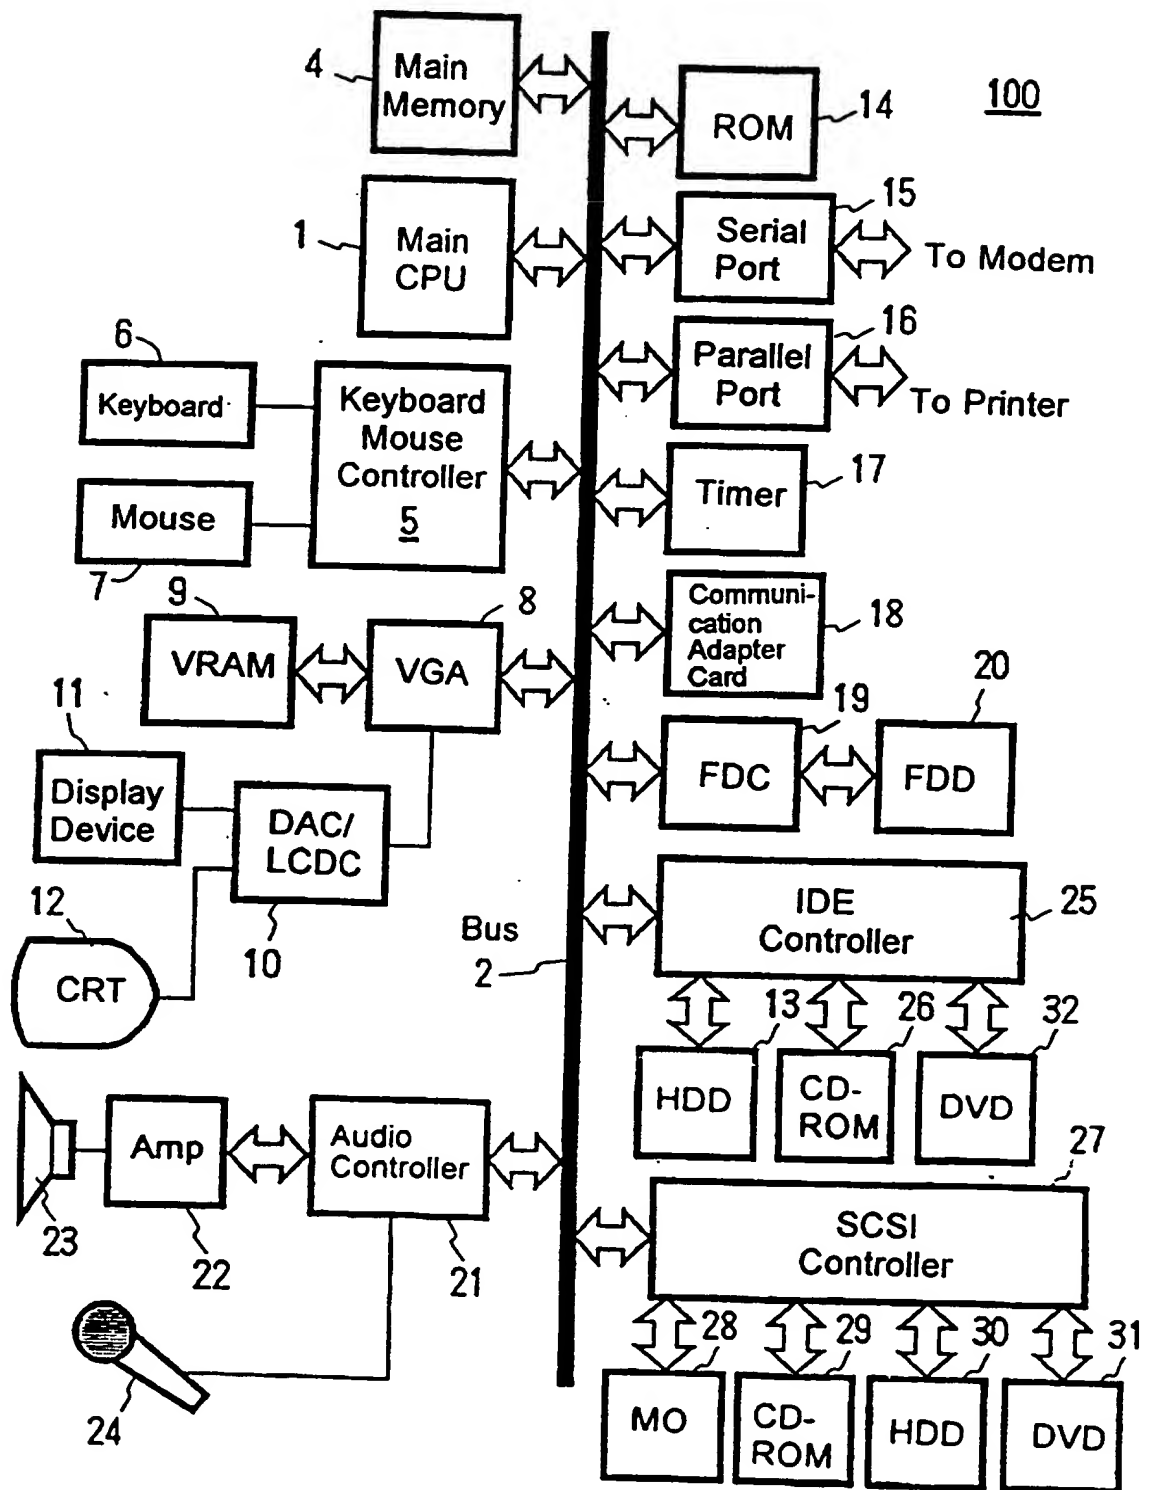 4
Main
Memory
ROM
14
100
1
Main
CPU
15
Serial
Port
To Modem
16
Parallel
Port
To Printer
6
Keyboard
Mouse
7
Keyboard
Mouse
Controller
5
Timer
17
Communi-
cation
Adapter
Card
18
9
VRAM
8
VGA
19
FDC
20
FDD
11
Display
Device
DAC/
LCDC
10
12
CRT
Bus
2
IDE
Controller
25
13
HDD
26
CD-
ROM
32
DVD
23
Amp
22
Audio
Controller
21
24
27
SCSI
Controller
28
MO
29
CD-
ROM
30
HDD
31
DVD